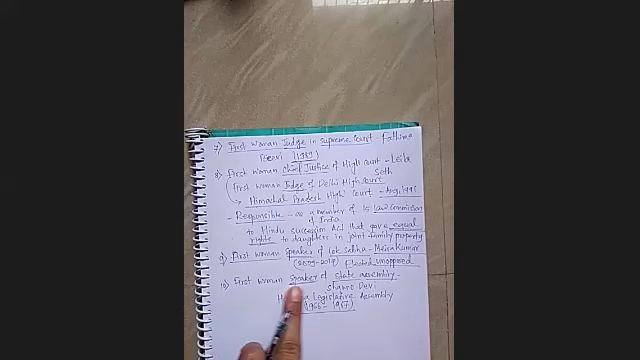 7) First woman Judge in supreme court Fathima
Beevi (1989)
8) First woman Chief Justice of High court - Leila
Seth
(First woman Judge of Delhi High court
Himachal Pradesh High court - Aug 1991
- Responsible - as a member of 15 law commission
of India
to Hindu succession Act that gave equal
rights to daughters in joint family property
9) First woman speaker of lok sabha - Meira Kumar
(2009-2014) Elected unopposed
10) First woman speaker of state assembly -
Shanno Devi
Legislative Assembly
1966 - 1967)